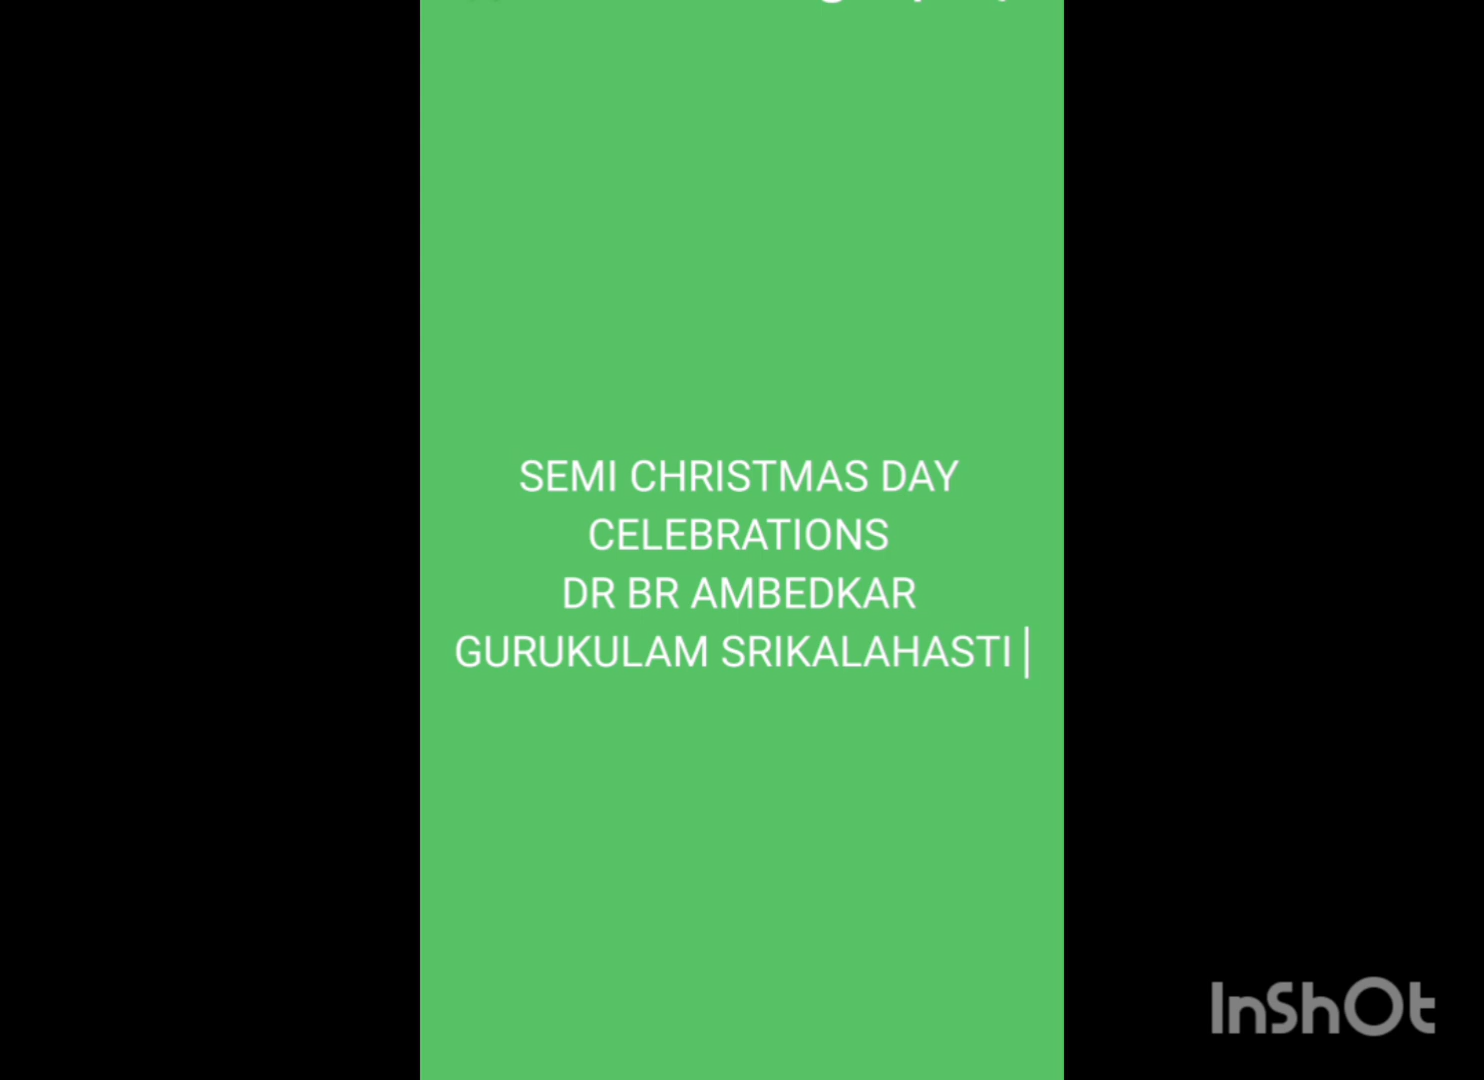 SEMI CHRISTMAS DAY
CELEBRATIONS
DR BR AMBEDKAR
GURUKULAM SRIKALAHASTI
InShOt